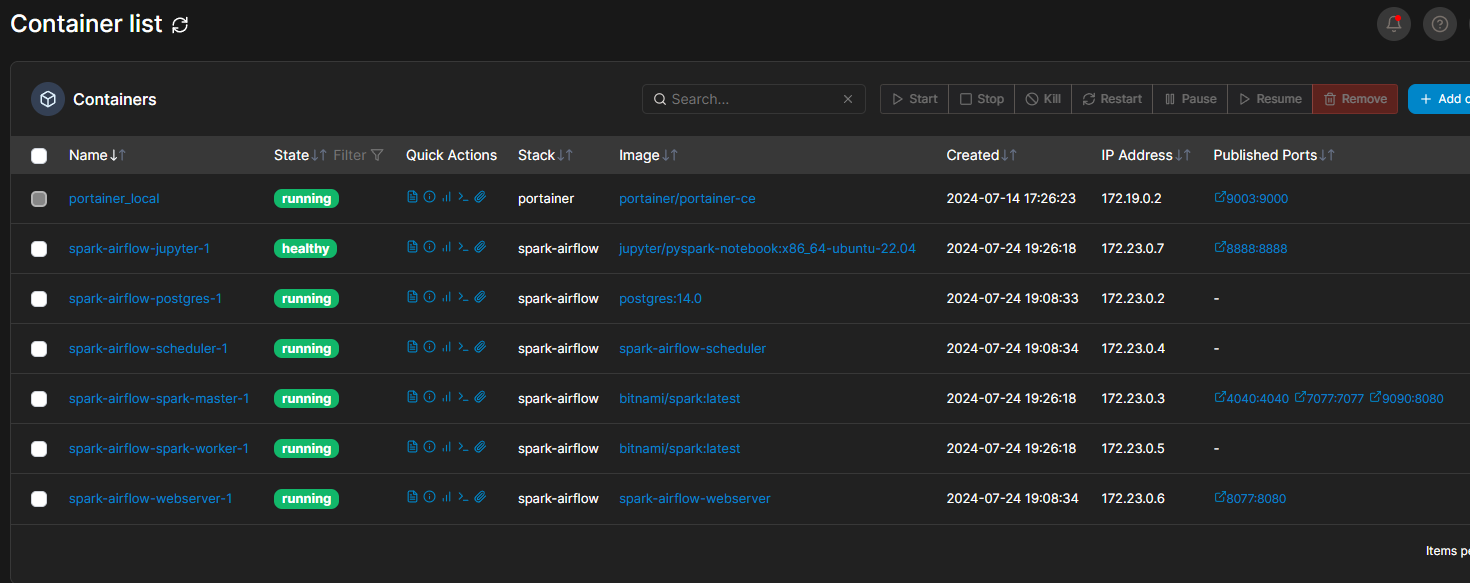 Container list
Containers Search... Start Stop Kill Restart Pause Resume Remove + Add c
Name State Filter Quick Actions Stack Image Created IP Address Published Ports
portainer_local running portainer portainer/portainer-ce 2024-07-14 17:26:23 172.19.0.2 9003:9000
spark-airflow-jupyter-1 healthy spark-airflow jupyter/pyspark-notebook:x86_64-ubuntu-22.04 2024-07-24 19:26:18 172.23.0.7 8888:8888
spark-airflow-postgres-1 running spark-airflow postgres:14.0 2024-07-24 19:08:33 172.23.0.2 -
spark-airflow-scheduler-1 running spark-airflow spark-airflow-scheduler 2024-07-24 19:08:34 172.23.0.4 -
spark-airflow-spark-master-1 running spark-airflow bitnami/spark:latest 2024-07-24 19:26:18 172.23.0.3 4040:4040 7077:7077 9090:8080
spark-airflow-spark-worker-1 running spark-airflow bitnami/spark:latest 2024-07-24 19:26:18 172.23.0.5 -
spark-airflow-webserver-1 running spark-airflow spark-airflow-webserver 2024-07-24 19:08:34 172.23.0.6 8077:8080
Items pe